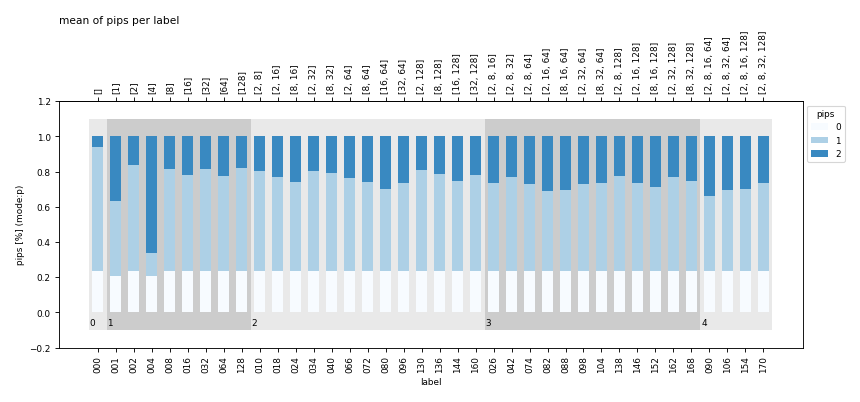 mean of pips per label
[] [1] [2] [4] [8] [16] [32] [64] [128] [2, 8] [2, 16] [8, 16] [2, 32] [8, 32] [2, 64] [8, 64] [16, 64] [32, 64] [2, 128] [8, 128] [16, 128] [32, 128] [2, 8, 16] [2, 8, 32] [2, 8, 64] [2, 16, 64] [8, 16, 64] [2, 32, 64] [8, 32, 64] [2, 8, 128] [2, 16, 128] [8, 16, 128] [2, 32, 128] [8, 32, 128] [2, 8, 16, 64] [2, 8, 32, 64] [2, 8, 16, 128] [2, 8, 32, 128]
pips [%] (mode:p)
1.2
1.0
0.8
0.6
0.4
0.2
0.0
−0.2
0 1 2 3 4
000 001 002 004 008 016 032 064 128 010 018 024 034 040 066 072 080 096 130 136 144 160 026 042 074 082 088 098 104 138 146 152 162 168 090 106 154 170
label
pips
0
1
2